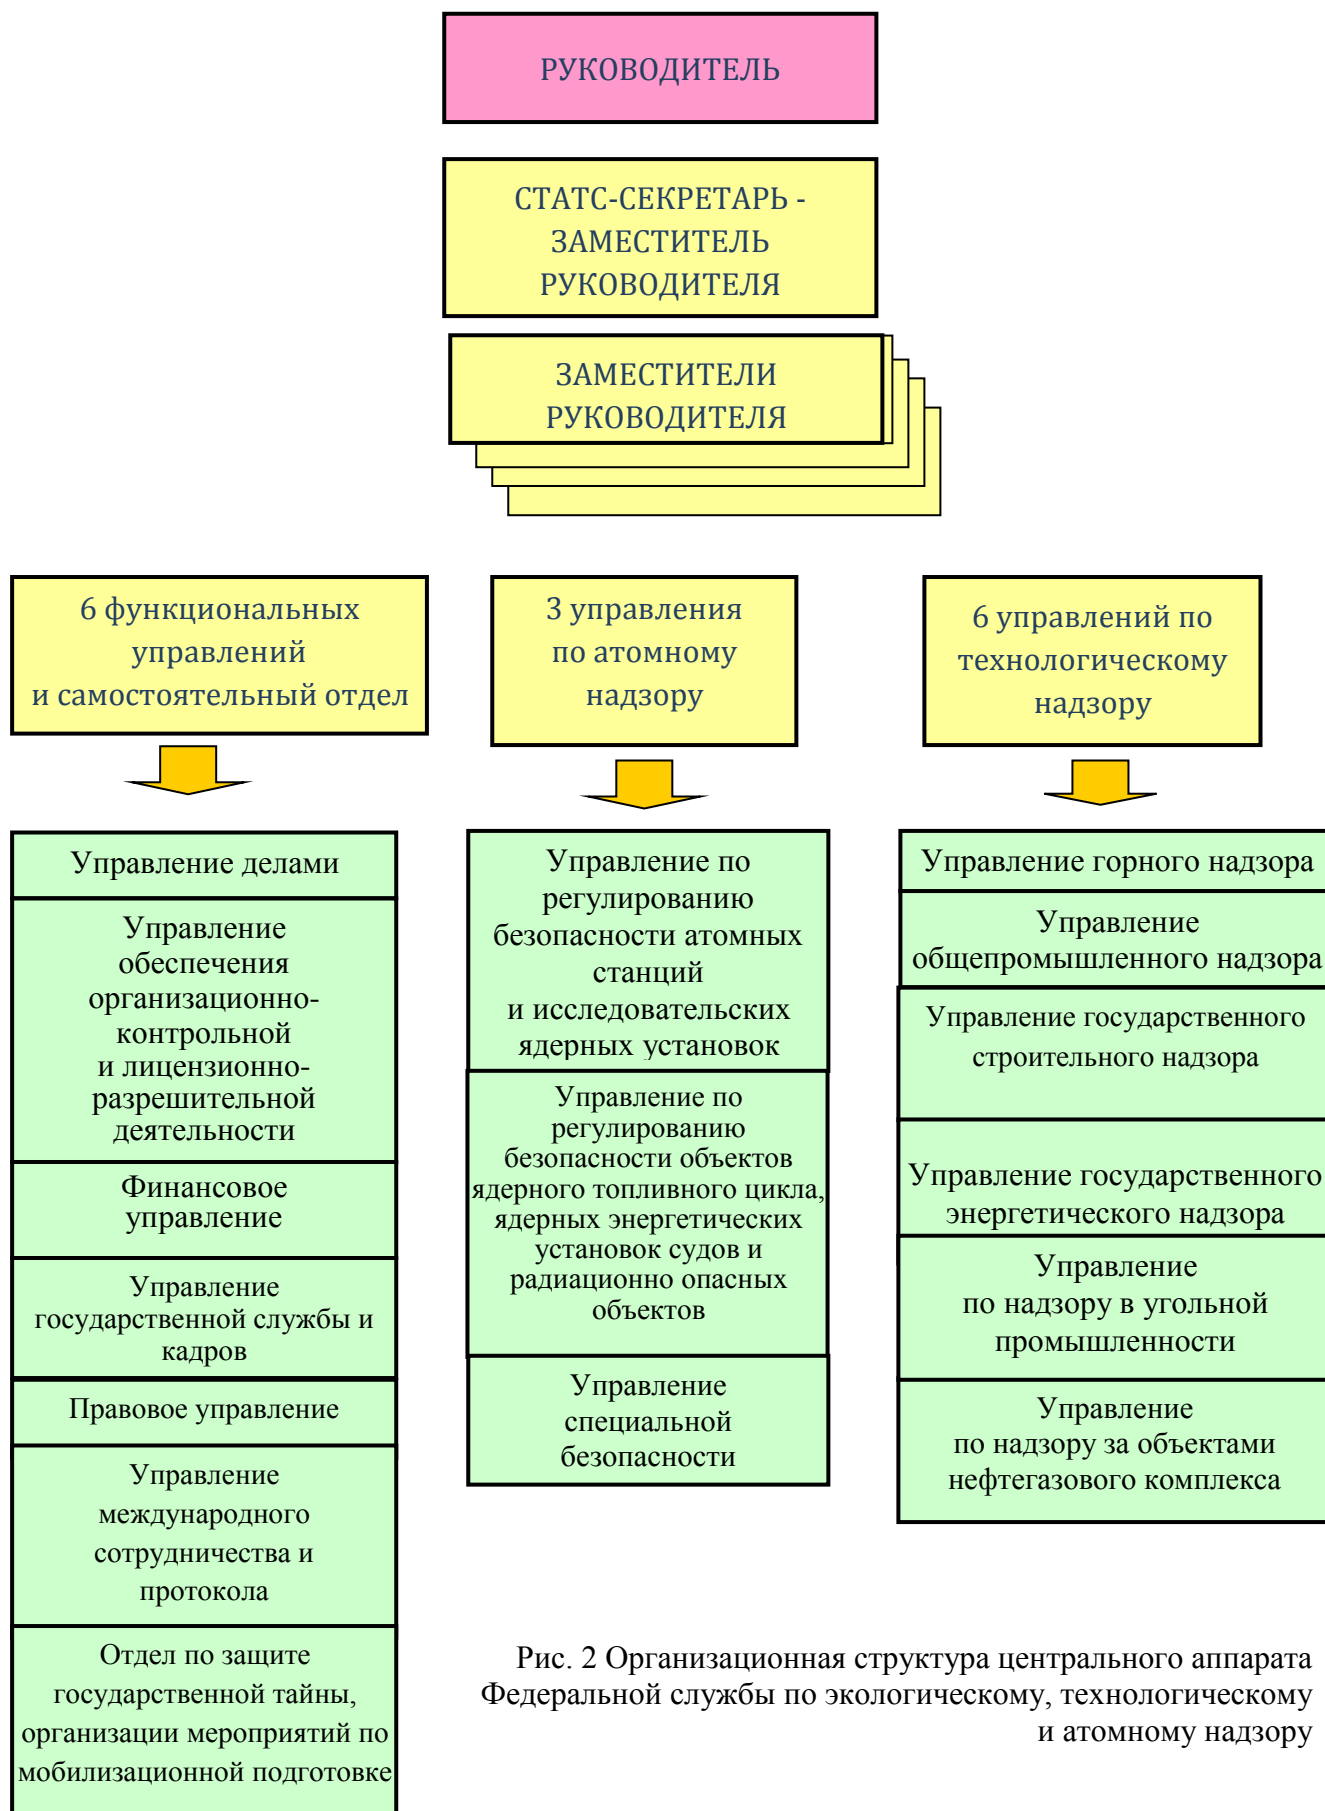 РУКОВОДИТЕЛЬ
СТАТС-СЕКРЕТАРЬ -
ЗАМЕСТИТЕЛЬ
РУКОВОДИТЕЛЯ
ЗАМЕСТИТЕЛИ
РУКОВОДИТЕЛЯ
6 функциональных
управлений
и самостоятельный отдел
3 управления
по атомному
надзору
6 управлений по
технологическому
надзору
Управление делами
Управление
обеспечения
организационно-
контрольной
и лицензионно-
разрешительной
деятельности
Финансовое
управление
Управление
государственной службы и
кадров
Правовое управление
Управление
международного
сотрудничества и
протокола
Отдел по защите
государственной тайны,
организации мероприятий по
мобилизационной подготовке
Управление по
регулированию
безопасности атомных
станций
и исследовательских
ядерных установок
Управление по
регулированию
безопасности объектов
ядерного топливного цикла,
ядерных энергетических
установок судов и
радиационно опасных
объектов
Управление
специальной
безопасности
Управление горного надзора
Управление
общепромышленного надзора
Управление государственного
строительного надзора
Управление государственного
энергетического надзора
Управление
по надзору в угольной
промышленности
Управление
по надзору за объектами
нефтегазового комплекса
Рис. 2 Организационная структура центрального аппарата
Федеральной службы по экологическому, технологическому
и атомному надзору